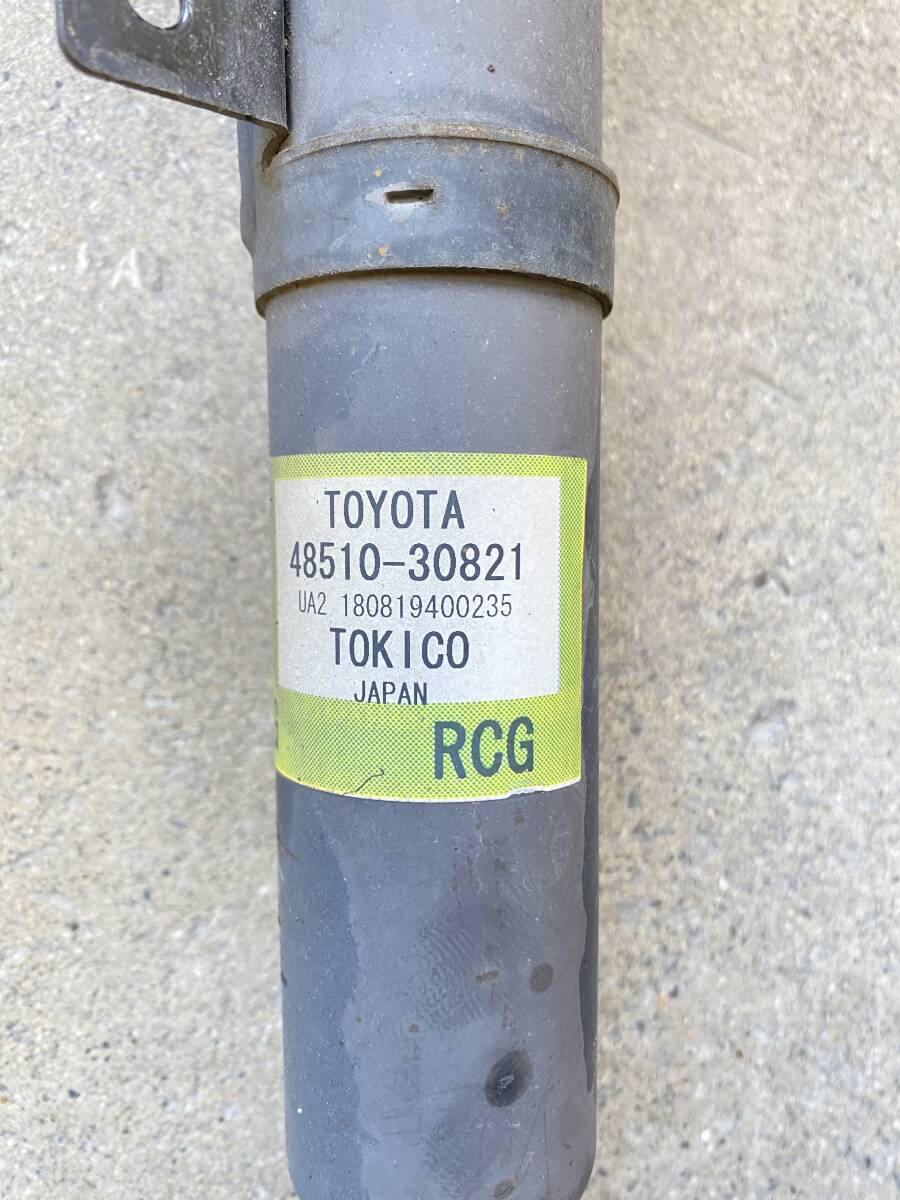 TOYOTA
48510-30821
UA2 180819400235
TOKICO
JAPAN
RCG